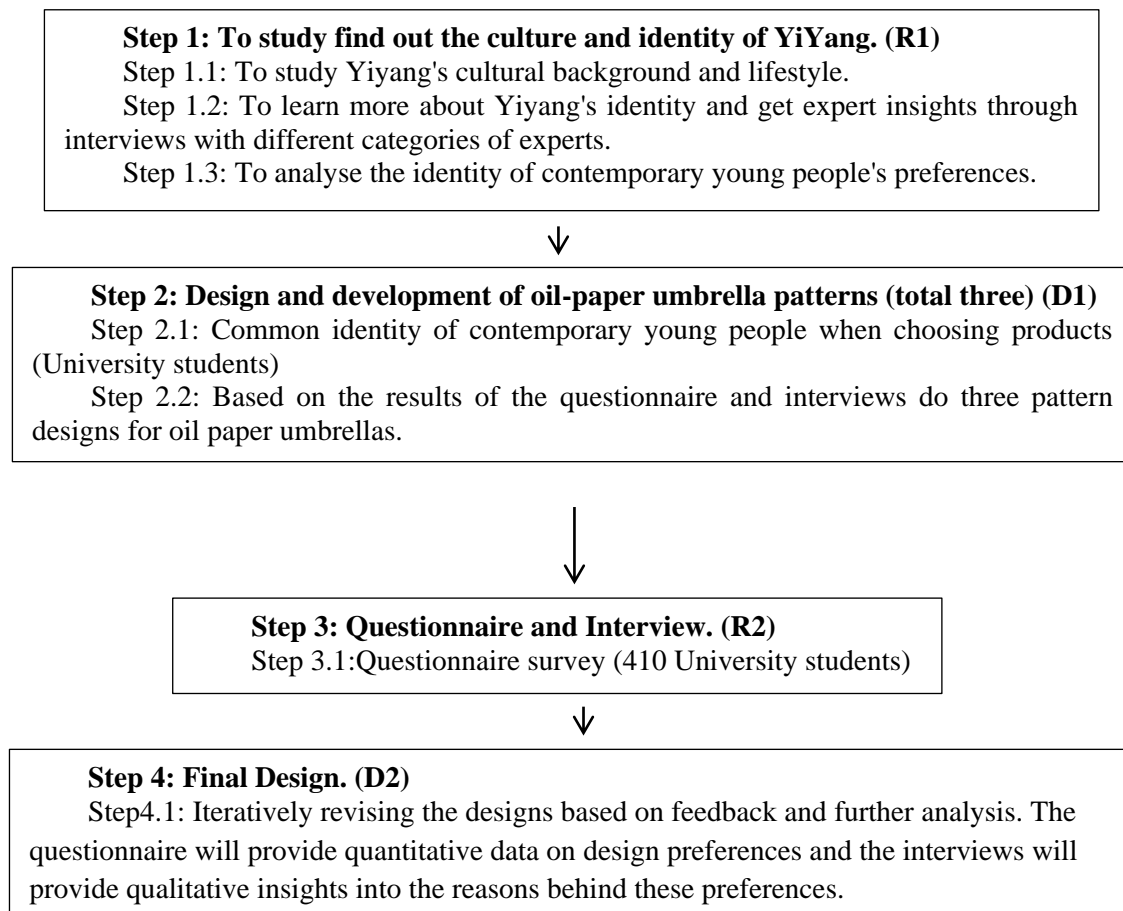 Step 1: To study find out the culture and identity of YiYang. (R1)
Step 1.1: To study Yiyang's cultural background and lifestyle.
Step 1.2: To learn more about Yiyang's identity and get expert insights through
interviews with different categories of experts.
Step 1.3: To analyse the identity of contemporary young people's preferences.
Step 2: Design and development of oil-paper umbrella patterns (total three) (D1)
Step 2.1: Common identity of contemporary young people when choosing products
(University students)
Step 2.2: Based on the results of the questionnaire and interviews do three pattern
designs for oil paper umbrellas.
Step 3: Questionnaire and Interview. (R2)
Step 3.1:Questionnaire survey (410 University students)
Step 4: Final Design. (D2)
Step4.1: Iteratively revising the designs based on feedback and further analysis. The
questionnaire will provide quantitative data on design preferences and the interviews will
provide qualitative insights into the reasons behind these preferences.